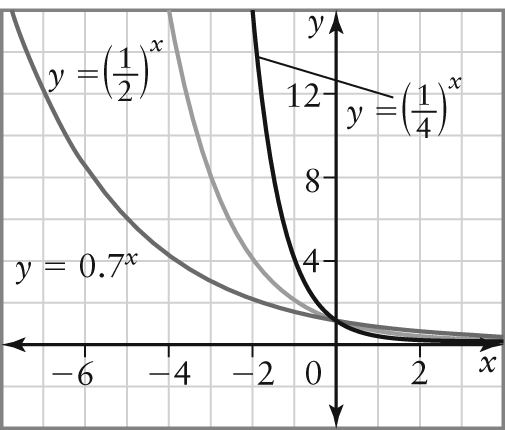 y
y = (1/2)^x
12
y = (1/4)^x
8
4
y = 0.7^x
−6 −4 −2 0 2 x